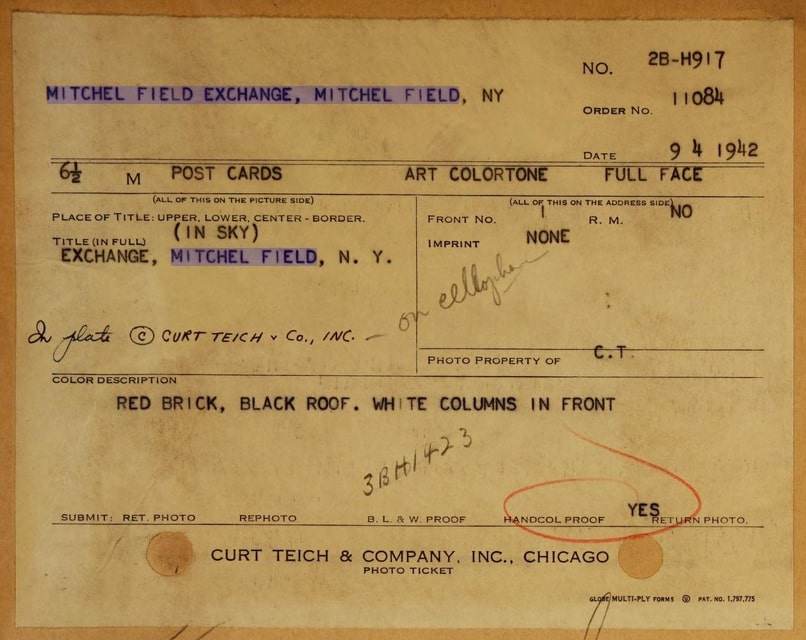 NO. 2B-H917
MITCHEL FIELD EXCHANGE, MITCHEL FIELD, NY
ORDER NO. 11084
DATE 9 4 1942
6½ M POST CARDS ART COLORTONE FULL FACE
(ALL OF THIS ON THE PICTURE SIDE) (ALL OF THIS ON THE ADDRESS SIDE)
PLACE OF TITLE: UPPER, LOWER, CENTER - BORDER. FRONT NO. 1 R. M. NO
(IN SKY)
TITLE (IN FULL) IMPRINT NONE
EXCHANGE, MITCHEL FIELD, N. Y.
In plate © CURT TEICH & Co., INC. — on cellophane
PHOTO PROPERTY OF C.T.
COLOR DESCRIPTION
RED BRICK, BLACK ROOF. WHITE COLUMNS IN FRONT
3BH1423
YES
SUBMIT: RET. PHOTO REPHOTO B. L. & W. PROOF HANDCOL PROOF RETURN PHOTO.
CURT TEICH & COMPANY, INC., CHICAGO
PHOTO TICKET
GLOBE MULTI-PLY FORMS PAT. NO. 1,797,775